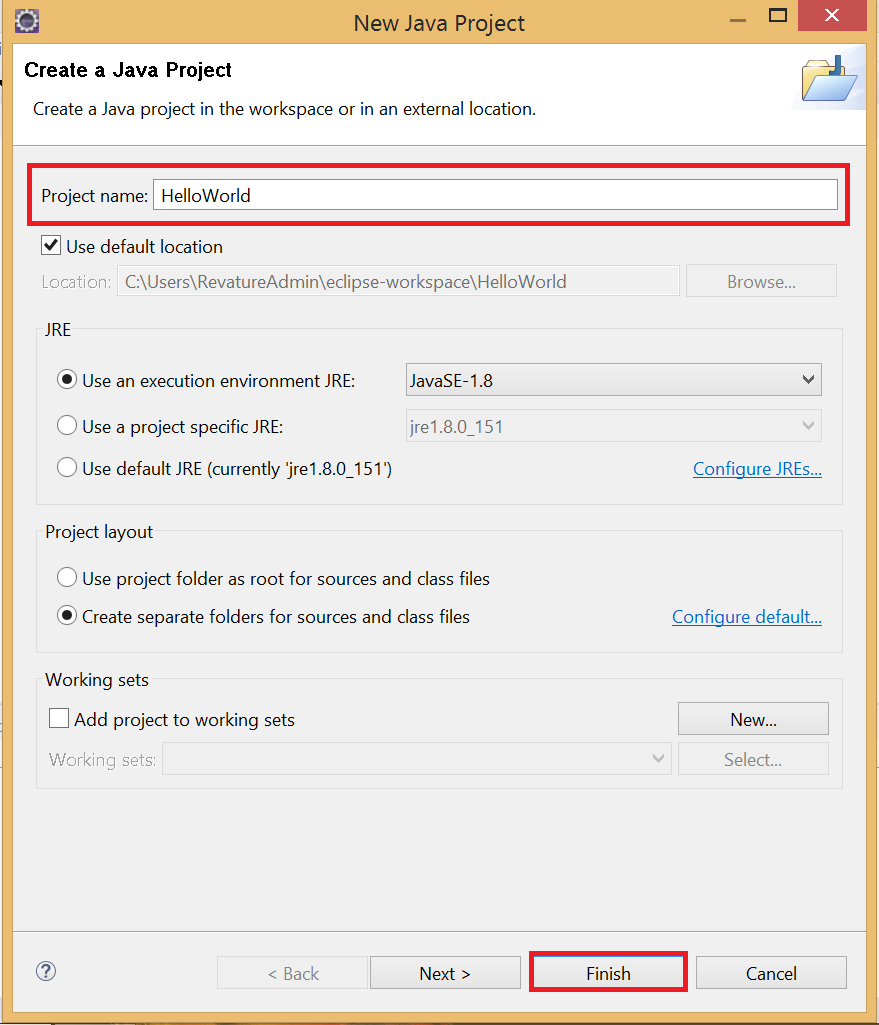 New Java Project
Create a Java Project
Create a Java project in the workspace or in an external location.
Project name: HelloWorld
Use default location
Location: C:\Users\RevatureAdmin\eclipse-workspace\HelloWorld Browse...
JRE
Use an execution environment JRE: JavaSE-1.8
Use a project specific JRE: jre1.8.0_151
Use default JRE (currently 'jre1.8.0_151') Configure JREs...
Project layout
Use project folder as root for sources and class files
Create separate folders for sources and class files Configure default...
Working sets
Add project to working sets New...
Working sets: Select...
? < Back Next > Finish Cancel